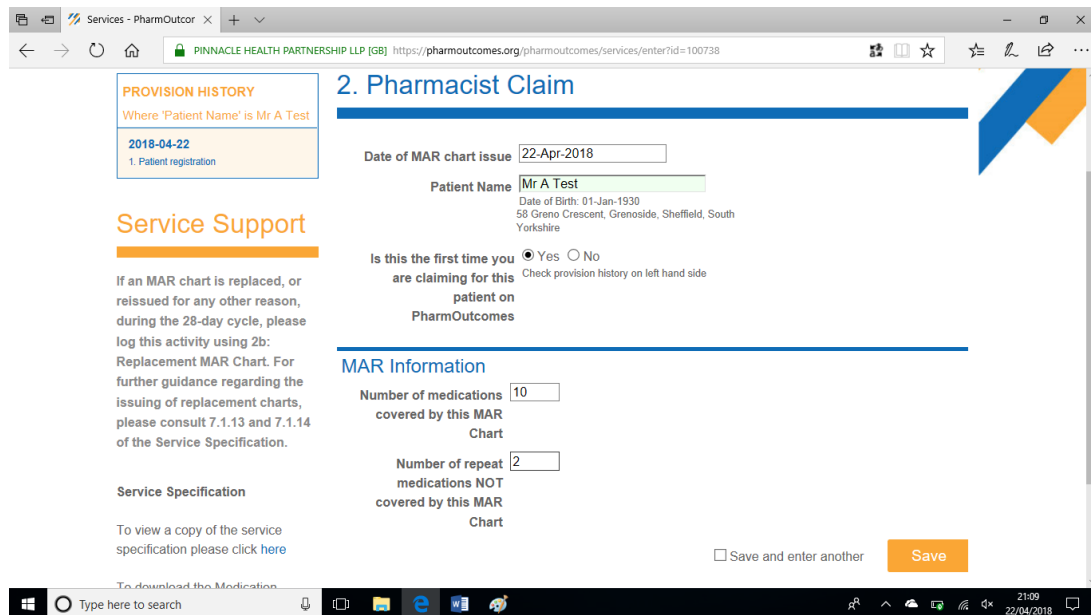 Services - PharmOutcor
PINNACLE HEALTH PARTNERSHIP LLP [GB] https://pharmoutcomes.org/pharmoutcomes/services/enter?id=100738
PROVISION HISTORY
Where 'Patient Name' is Mr A Test
2018-04-22
1. Patient registration
Service Support
If an MAR chart is replaced, or
reissued for any other reason,
during the 28-day cycle, please
log this activity using 2b:
Replacement MAR Chart. For
further guidance regarding the
issuing of replacement charts,
please consult 7.1.13 and 7.1.14
of the Service Specification.
Service Specification
To view a copy of the service
specification please click here
To download the Medication
2. Pharmacist Claim
Date of MAR chart issue 22-Apr-2018
Patient Name Mr A Test
Date of Birth: 01-Jan-1930
58 Greno Crescent, Grenoside, Sheffield, South
Yorkshire
Is this the first time you Yes No
are claiming for this Check provision history on left hand side
patient on
PharmOutcomes
MAR Information
Number of medications 10
covered by this MAR
Chart
Number of repeat 2
medications NOT
covered by this MAR
Chart
Save and enter another Save
Type here to search
21:09
22/04/2018